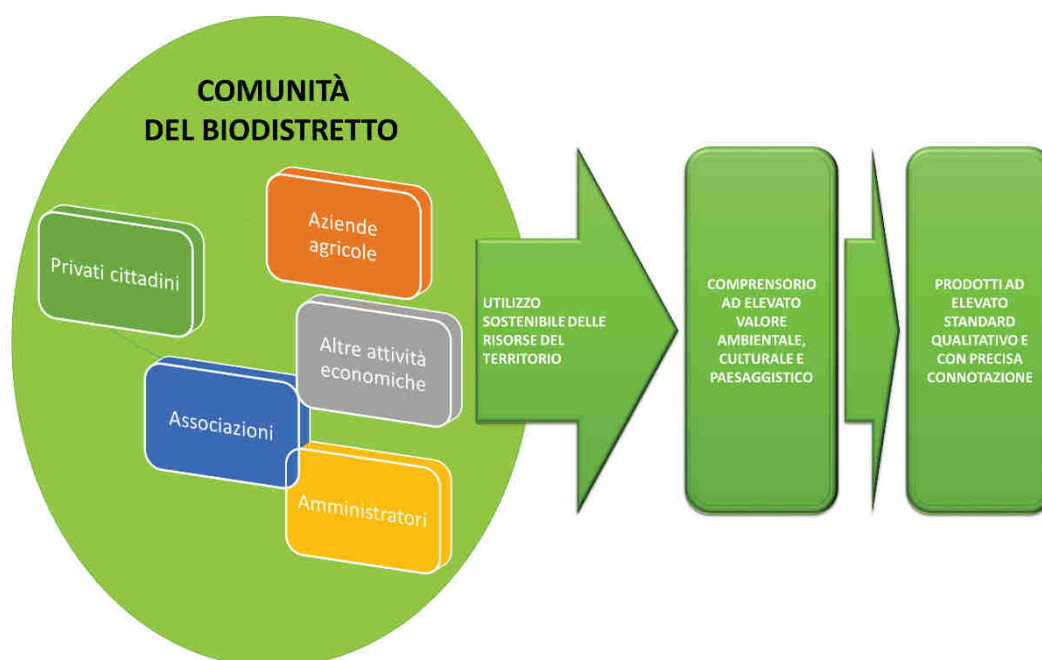 COMUNITÀ
DEL BIODISTRETTO
Aziende
agricole
Privati cittadini
Altre attività
economiche
Associazioni
Amministratori
UTILIZZO
SOSTENIBILE DELLE
RISORSE DEL
TERRITORIO
COMPRENSORIO
AD ELEVATO
VALORE
AMBIENTALE,
CULTURALE E
PAESAGGISTICO
PRODOTTI AD
ELEVATO
STANDARD
QUALITATIVO E
CON PRECISA
CONNOTAZIONE